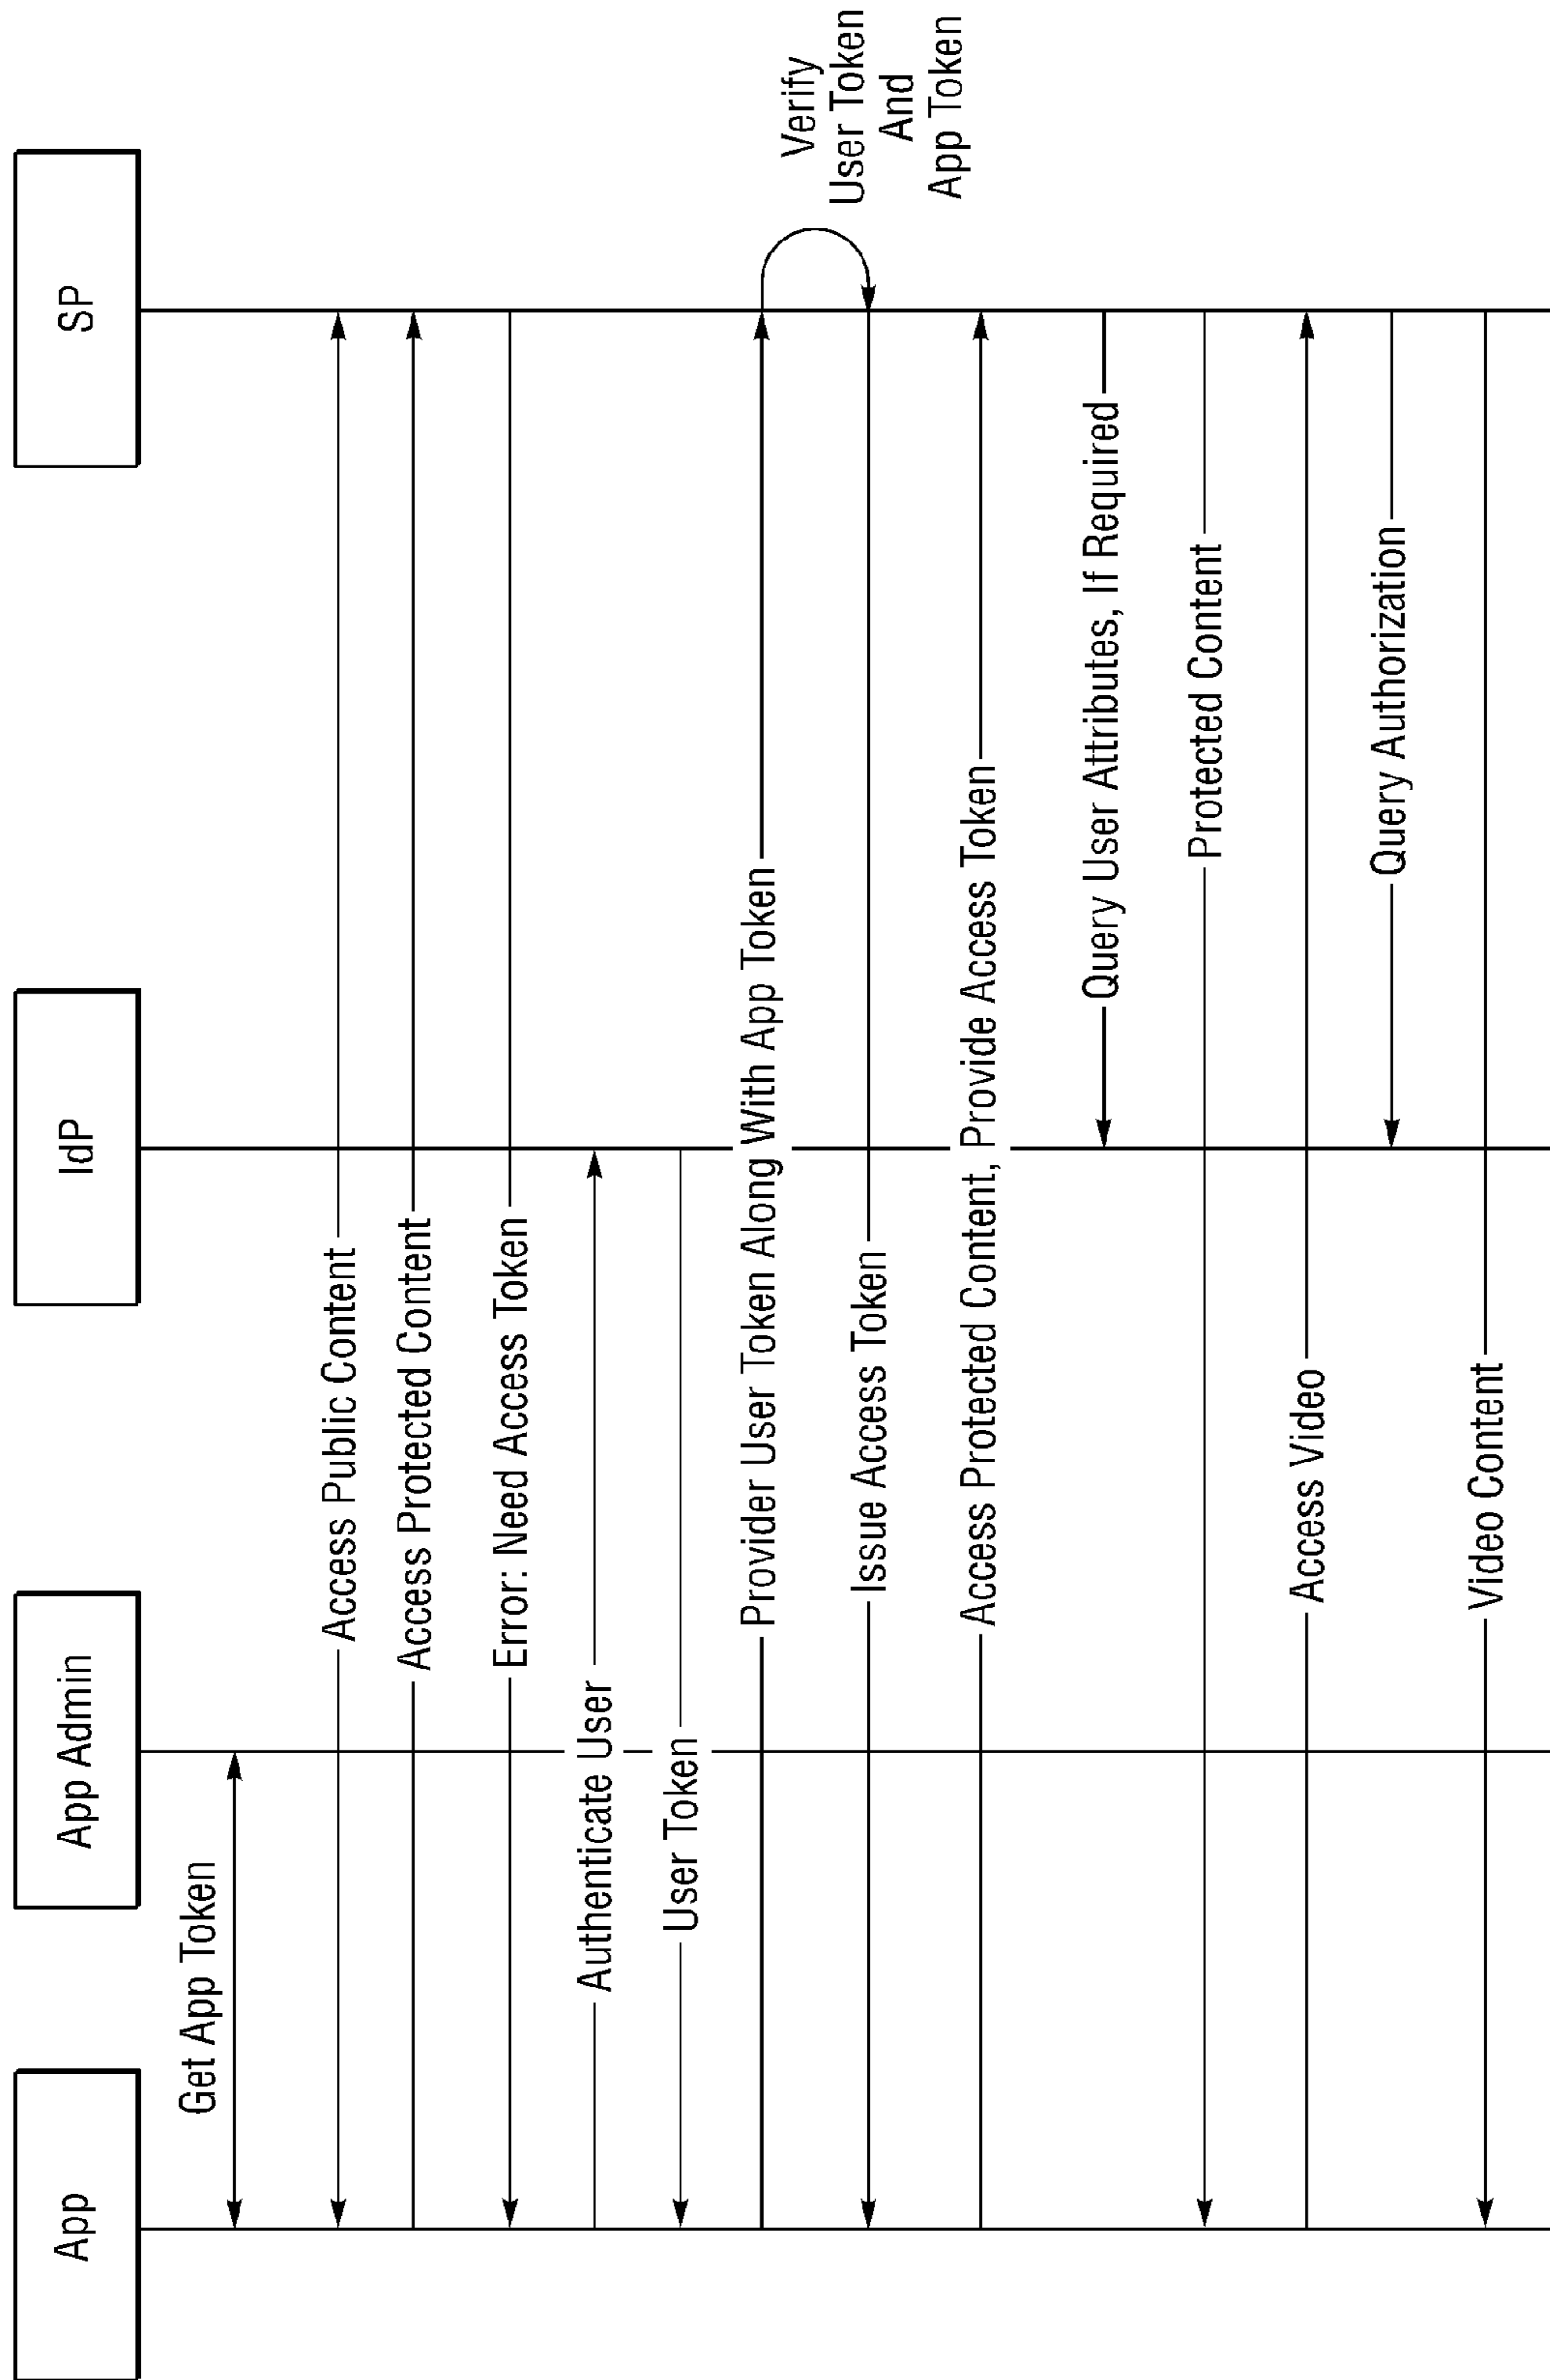 App
App Admin
IdP
SP
Get App Token
Access Public Content
Access Protected Content
Error: Need Access Token
Authenticate User
User Token
Provider User Token Along With App Token
Verify
User Token
And
App Token
Issue Access Token
Access Protected Content, Provide Access Token
Query User Attributes, If Required
Protected Content
Access Video
Query Authorization
Video Content